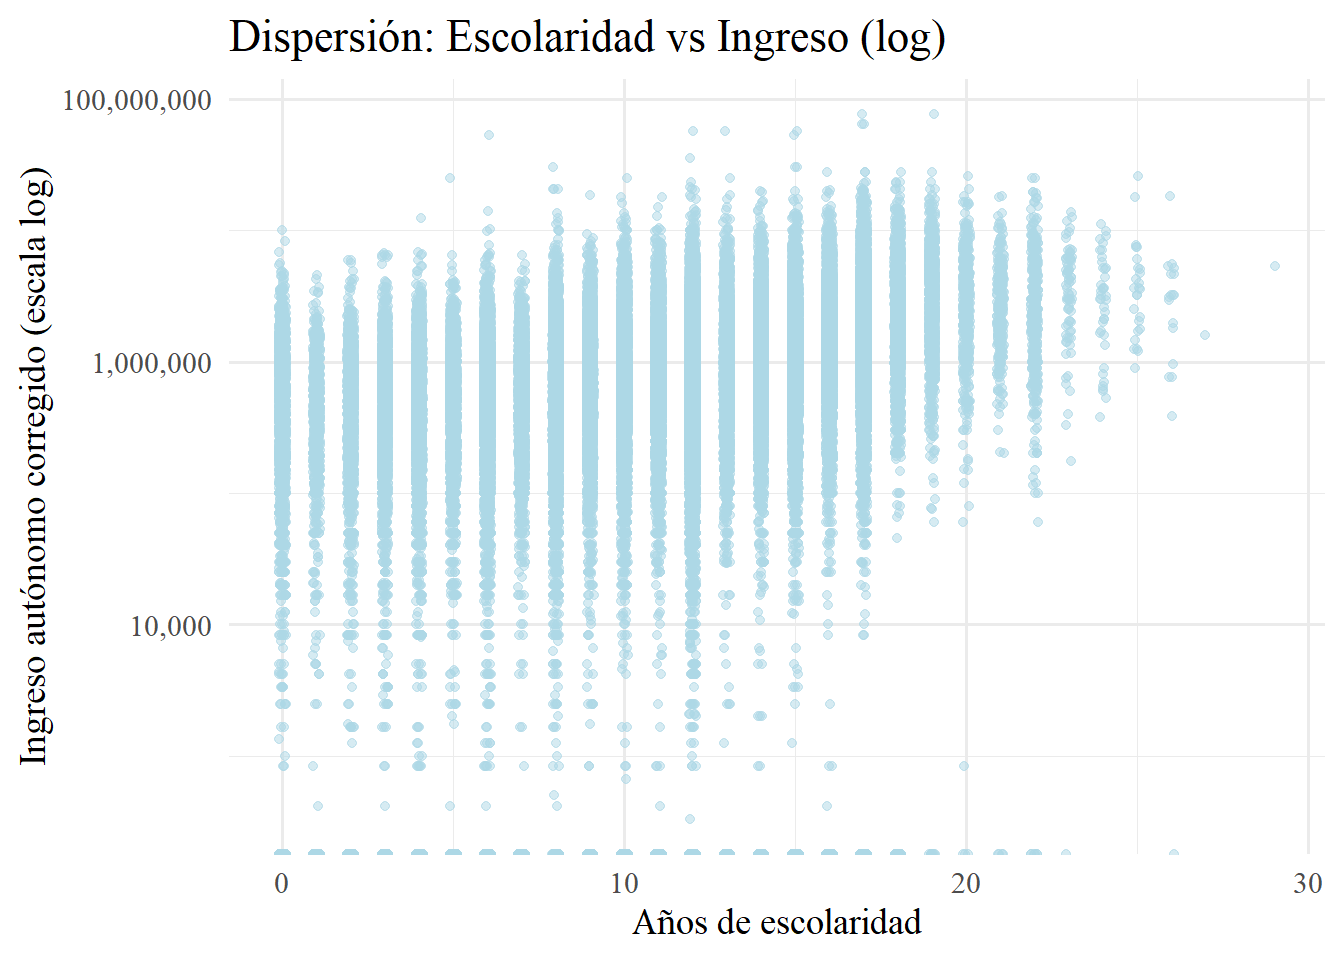 Dispersión: Escolaridad vs Ingreso (log)
Ingreso autónomo corregido (escala log)
100,000,000
1,000,000
10,000
0
10
20
30
Años de escolaridad